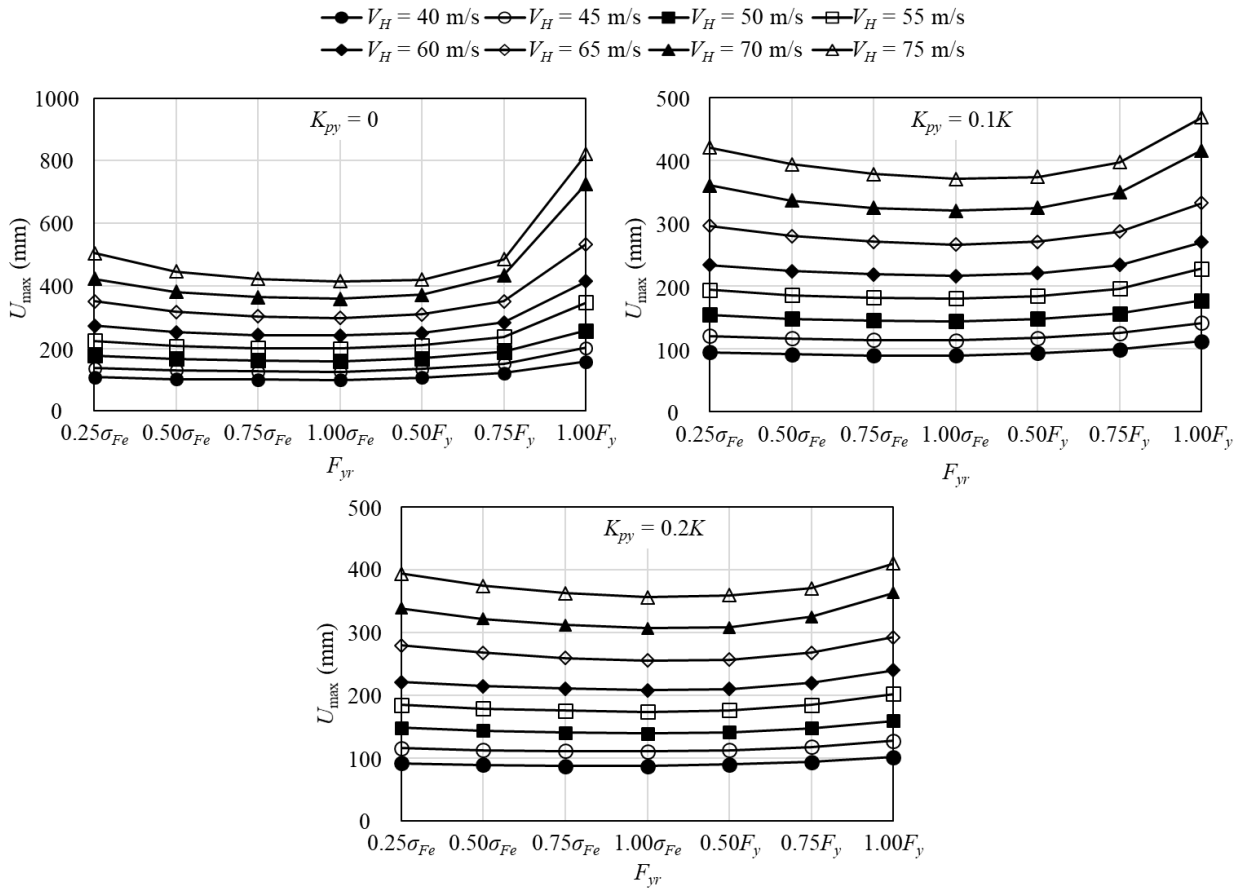 V_H = 40 m/s V_H = 45 m/s V_H = 50 m/s V_H = 55 m/s
V_H = 60 m/s V_H = 65 m/s V_H = 70 m/s V_H = 75 m/s
K_py = 0
U_max (mm)
1000
800
600
400
200
0
0.25σ_Fe 0.50σ_Fe 0.75σ_Fe 1.00σ_Fe 0.50F_y 0.75F_y 1.00F_y
F_yr
K_py = 0.1K
U_max (mm)
500
400
300
200
100
0
0.25σ_Fe 0.50σ_Fe 0.75σ_Fe 1.00σ_Fe 0.50F_y 0.75F_y 1.00F_y
F_yr
K_py = 0.2K
U_max (mm)
500
400
300
200
100
0
0.25σ_Fe 0.50σ_Fe 0.75σ_Fe 1.00σ_Fe 0.50F_y 0.75F_y 1.00F_y
F_yr